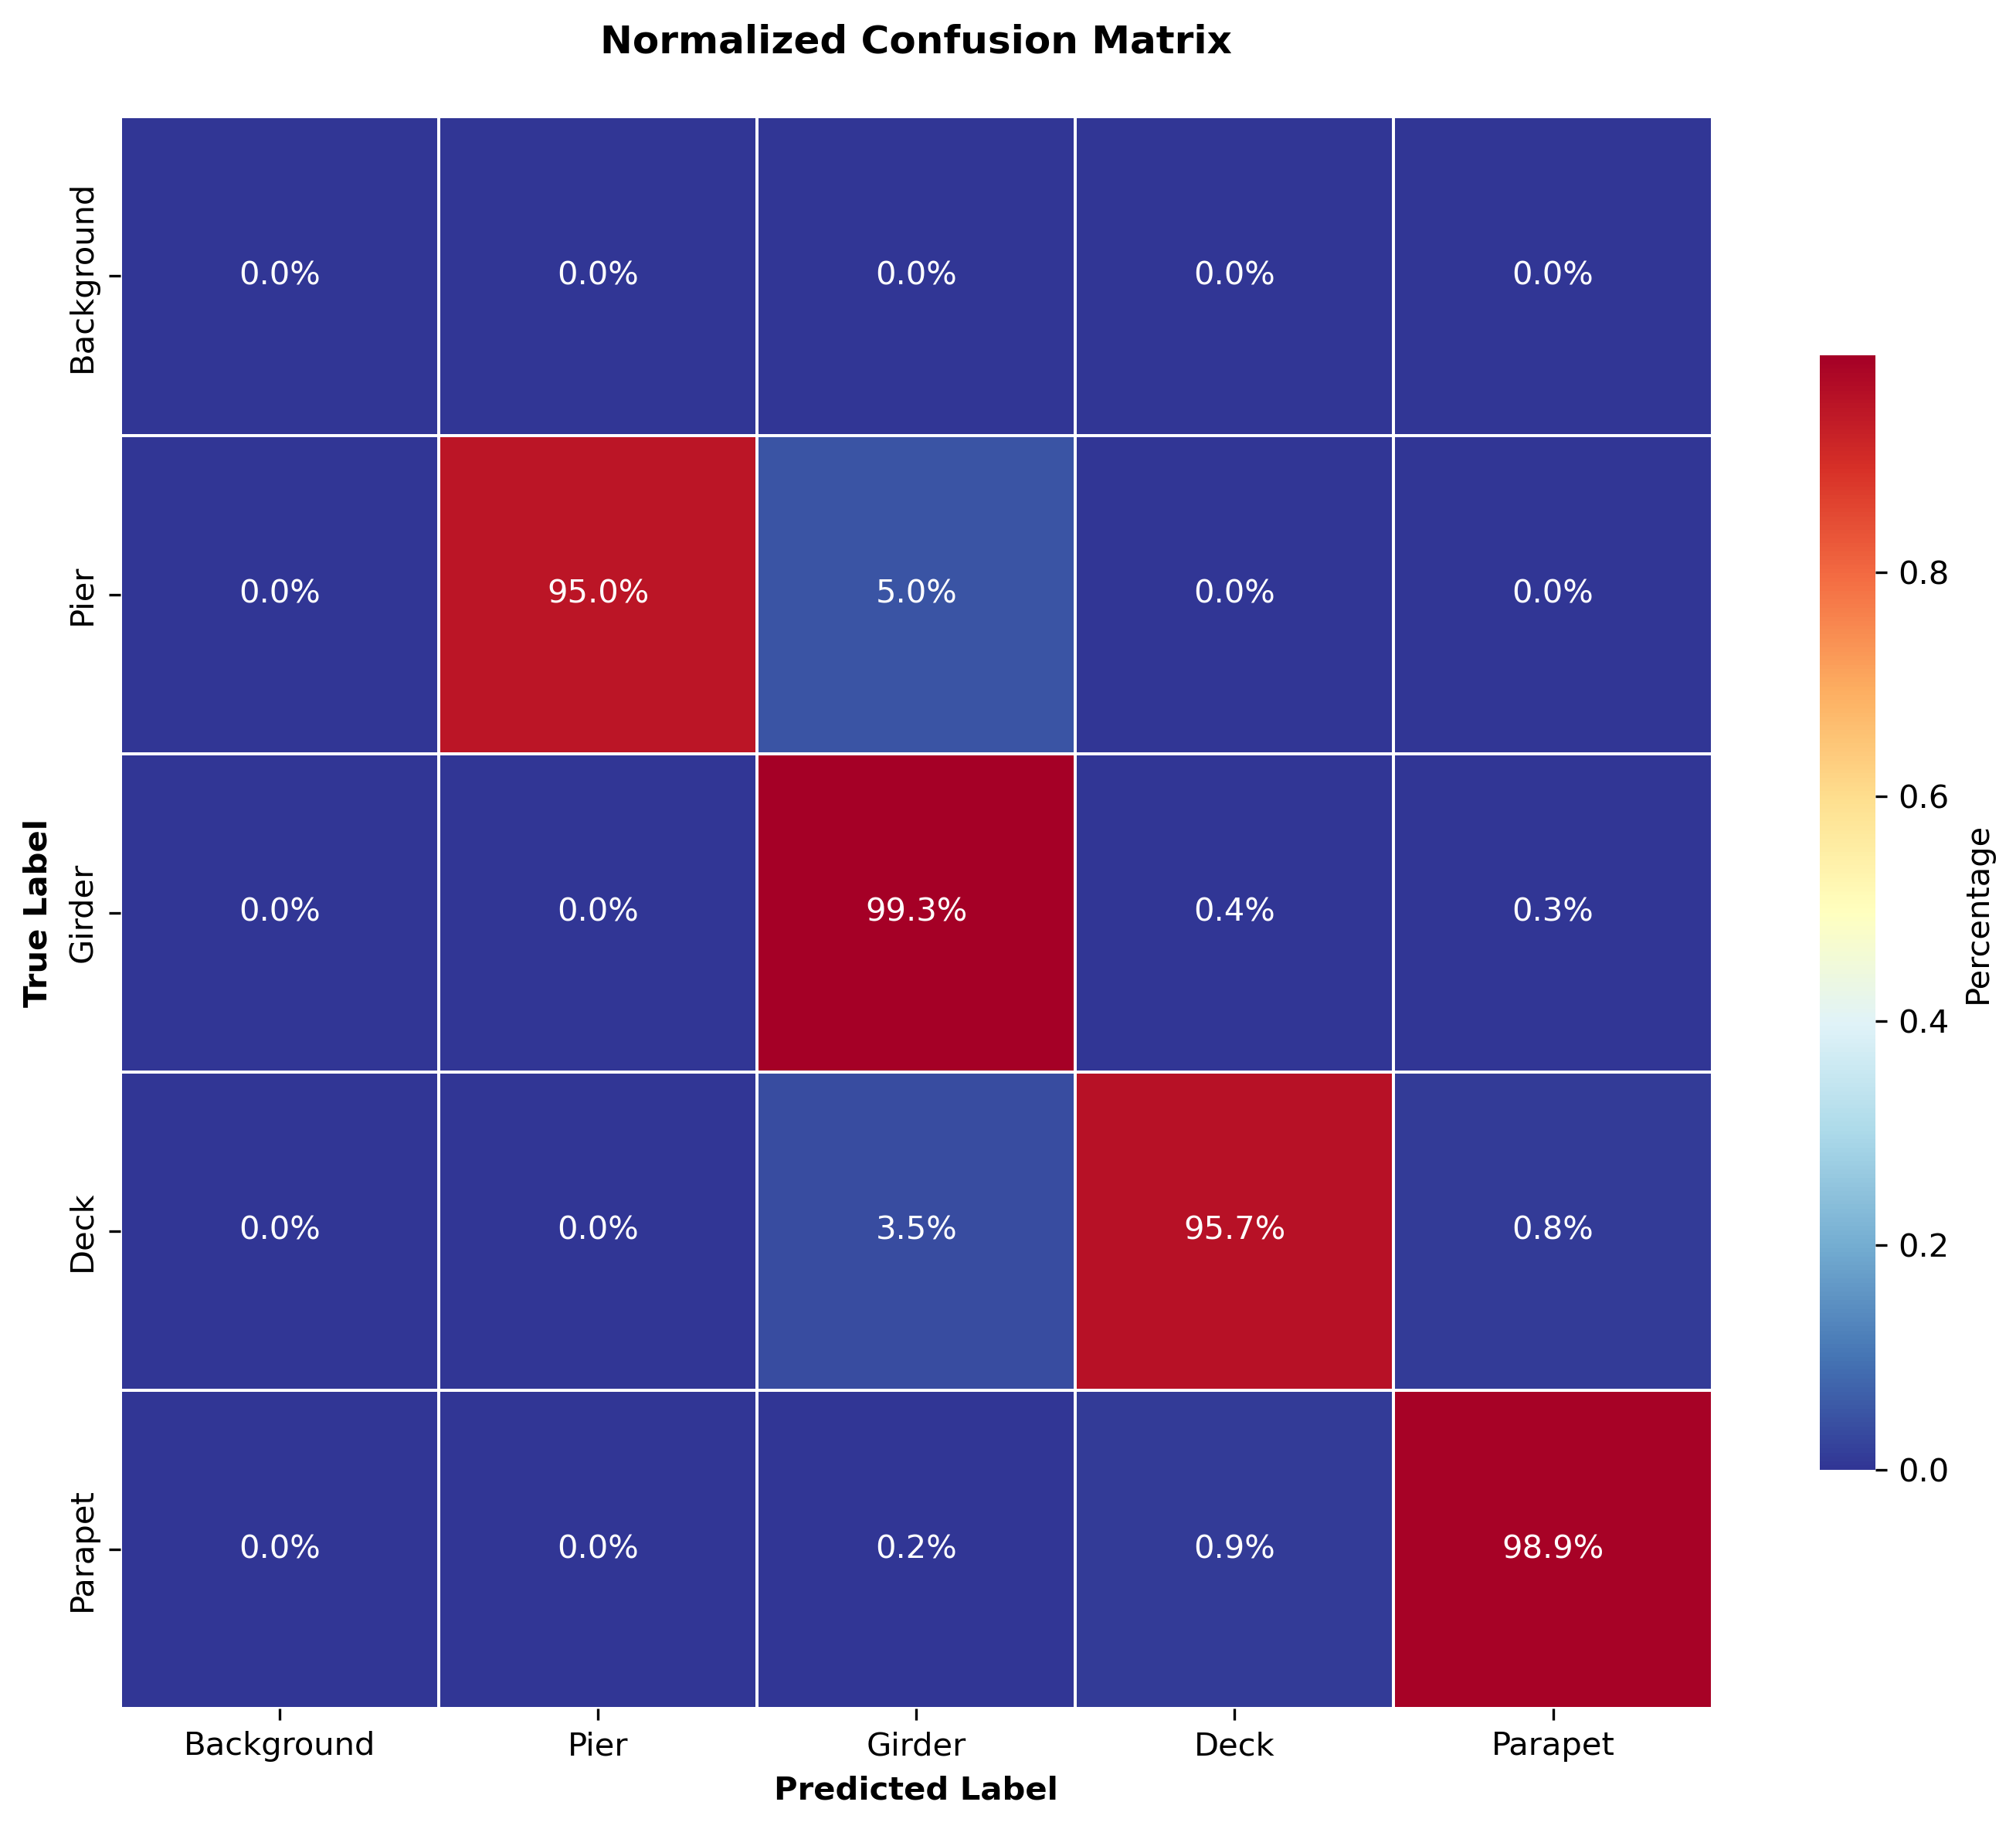 Normalized Confusion Matrix
True Label
Background 0.0% 0.0% 0.0% 0.0% 0.0%
Pier 0.0% 95.0% 5.0% 0.0% 0.0%
Girder 0.0% 0.0% 99.3% 0.4% 0.3%
Deck 0.0% 0.0% 3.5% 95.7% 0.8%
Parapet 0.0% 0.0% 0.2% 0.9% 98.9%
Background Pier Girder Deck Parapet
Predicted Label
0.8
0.6
0.4
0.2
0.0
Percentage